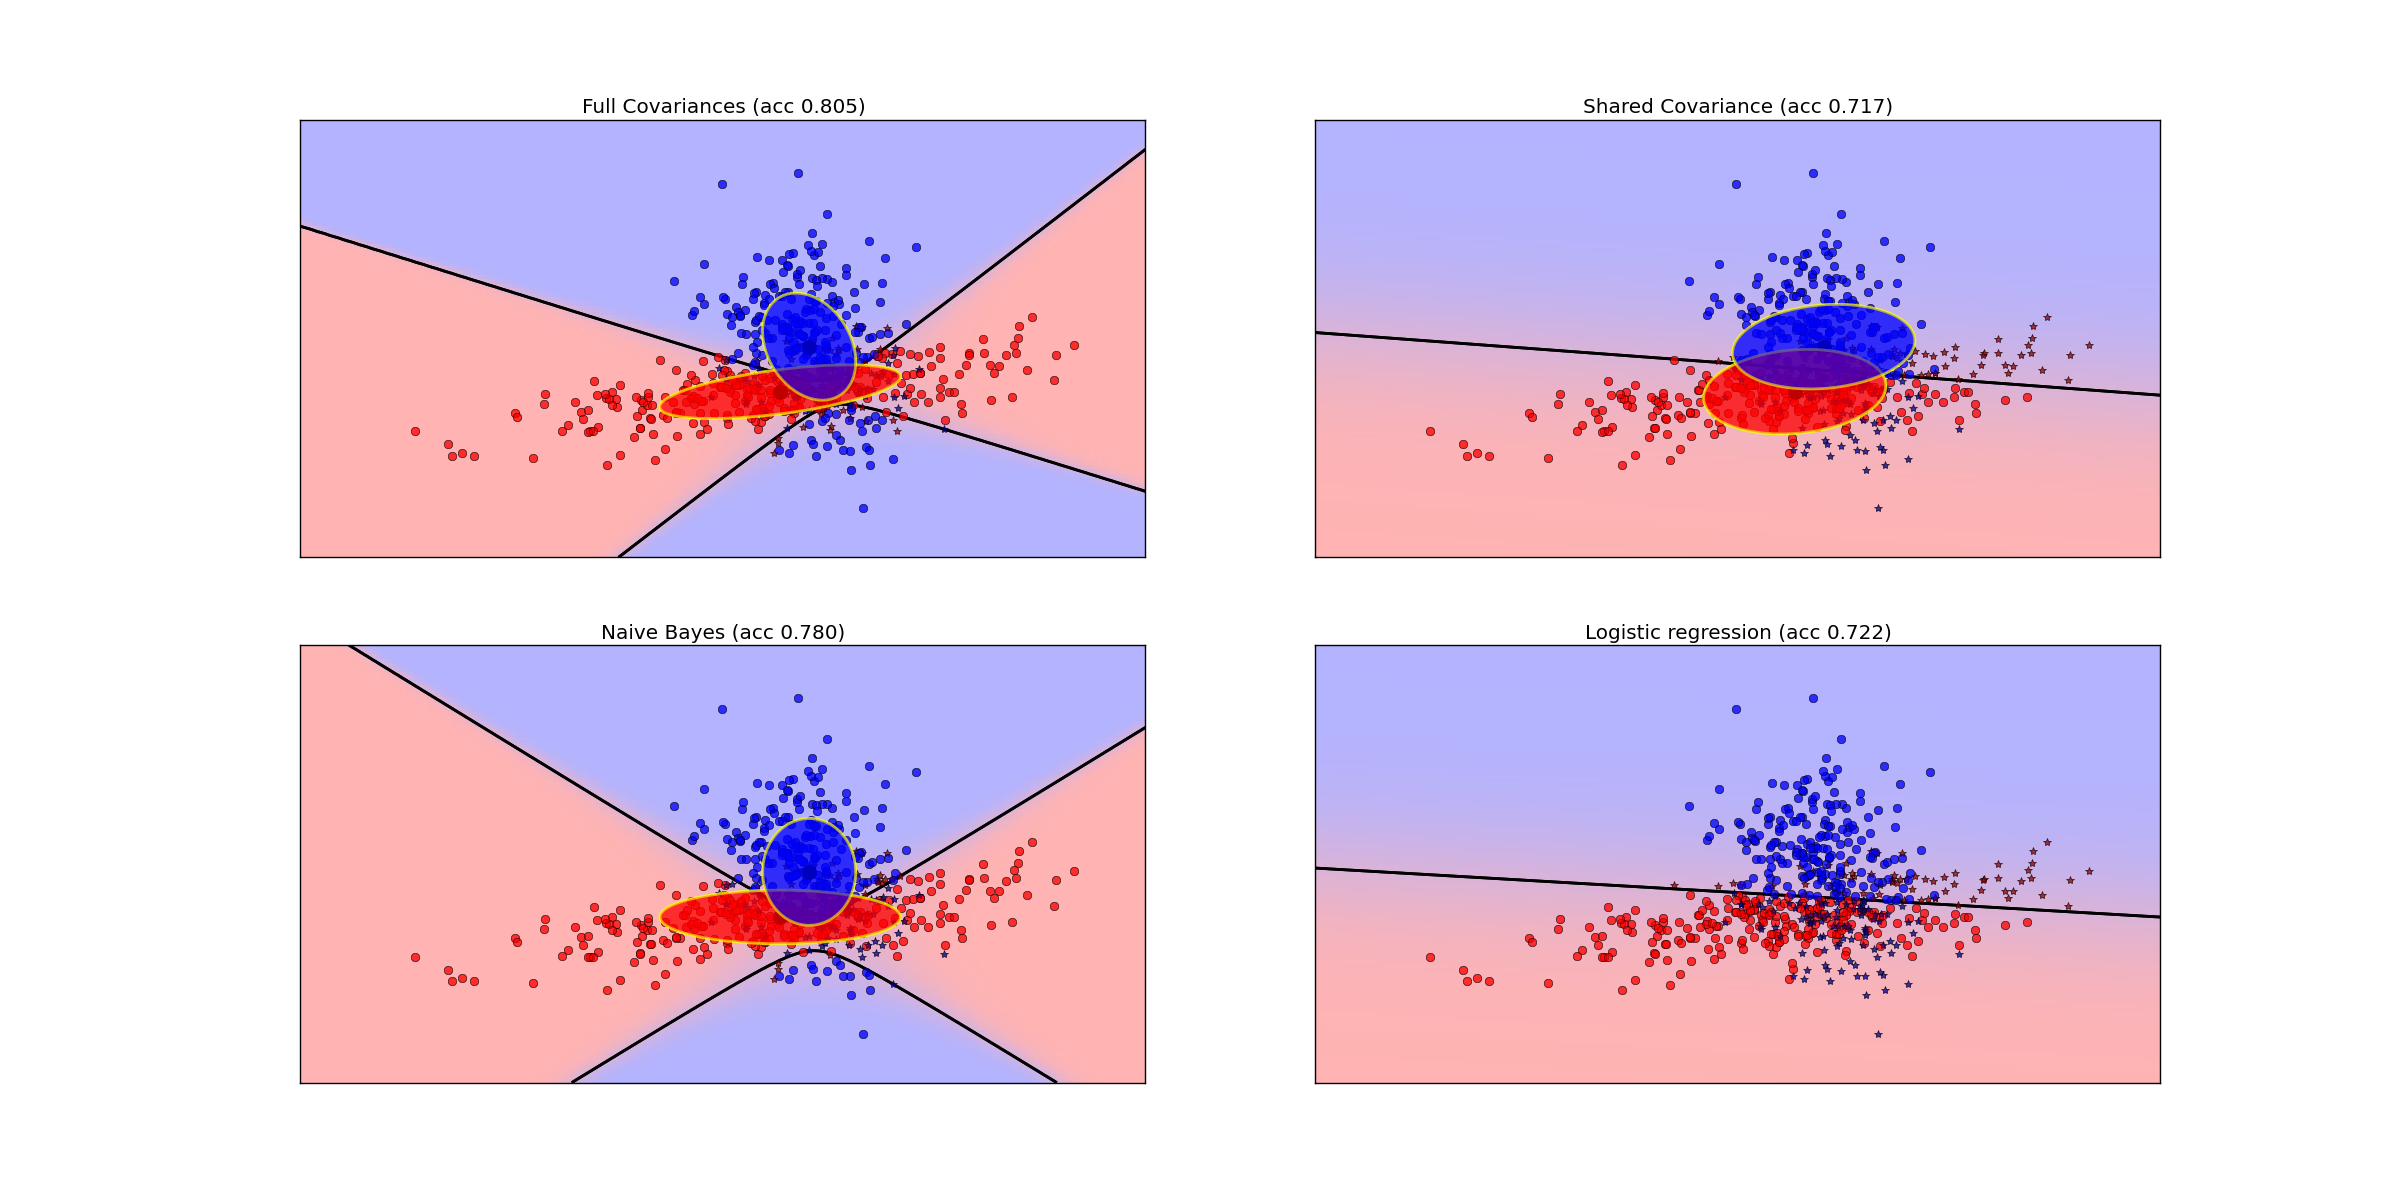 Full Covariances (acc 0.805)
Shared Covariance (acc 0.717)
Naive Bayes (acc 0.780)
Logistic regression (acc 0.722)